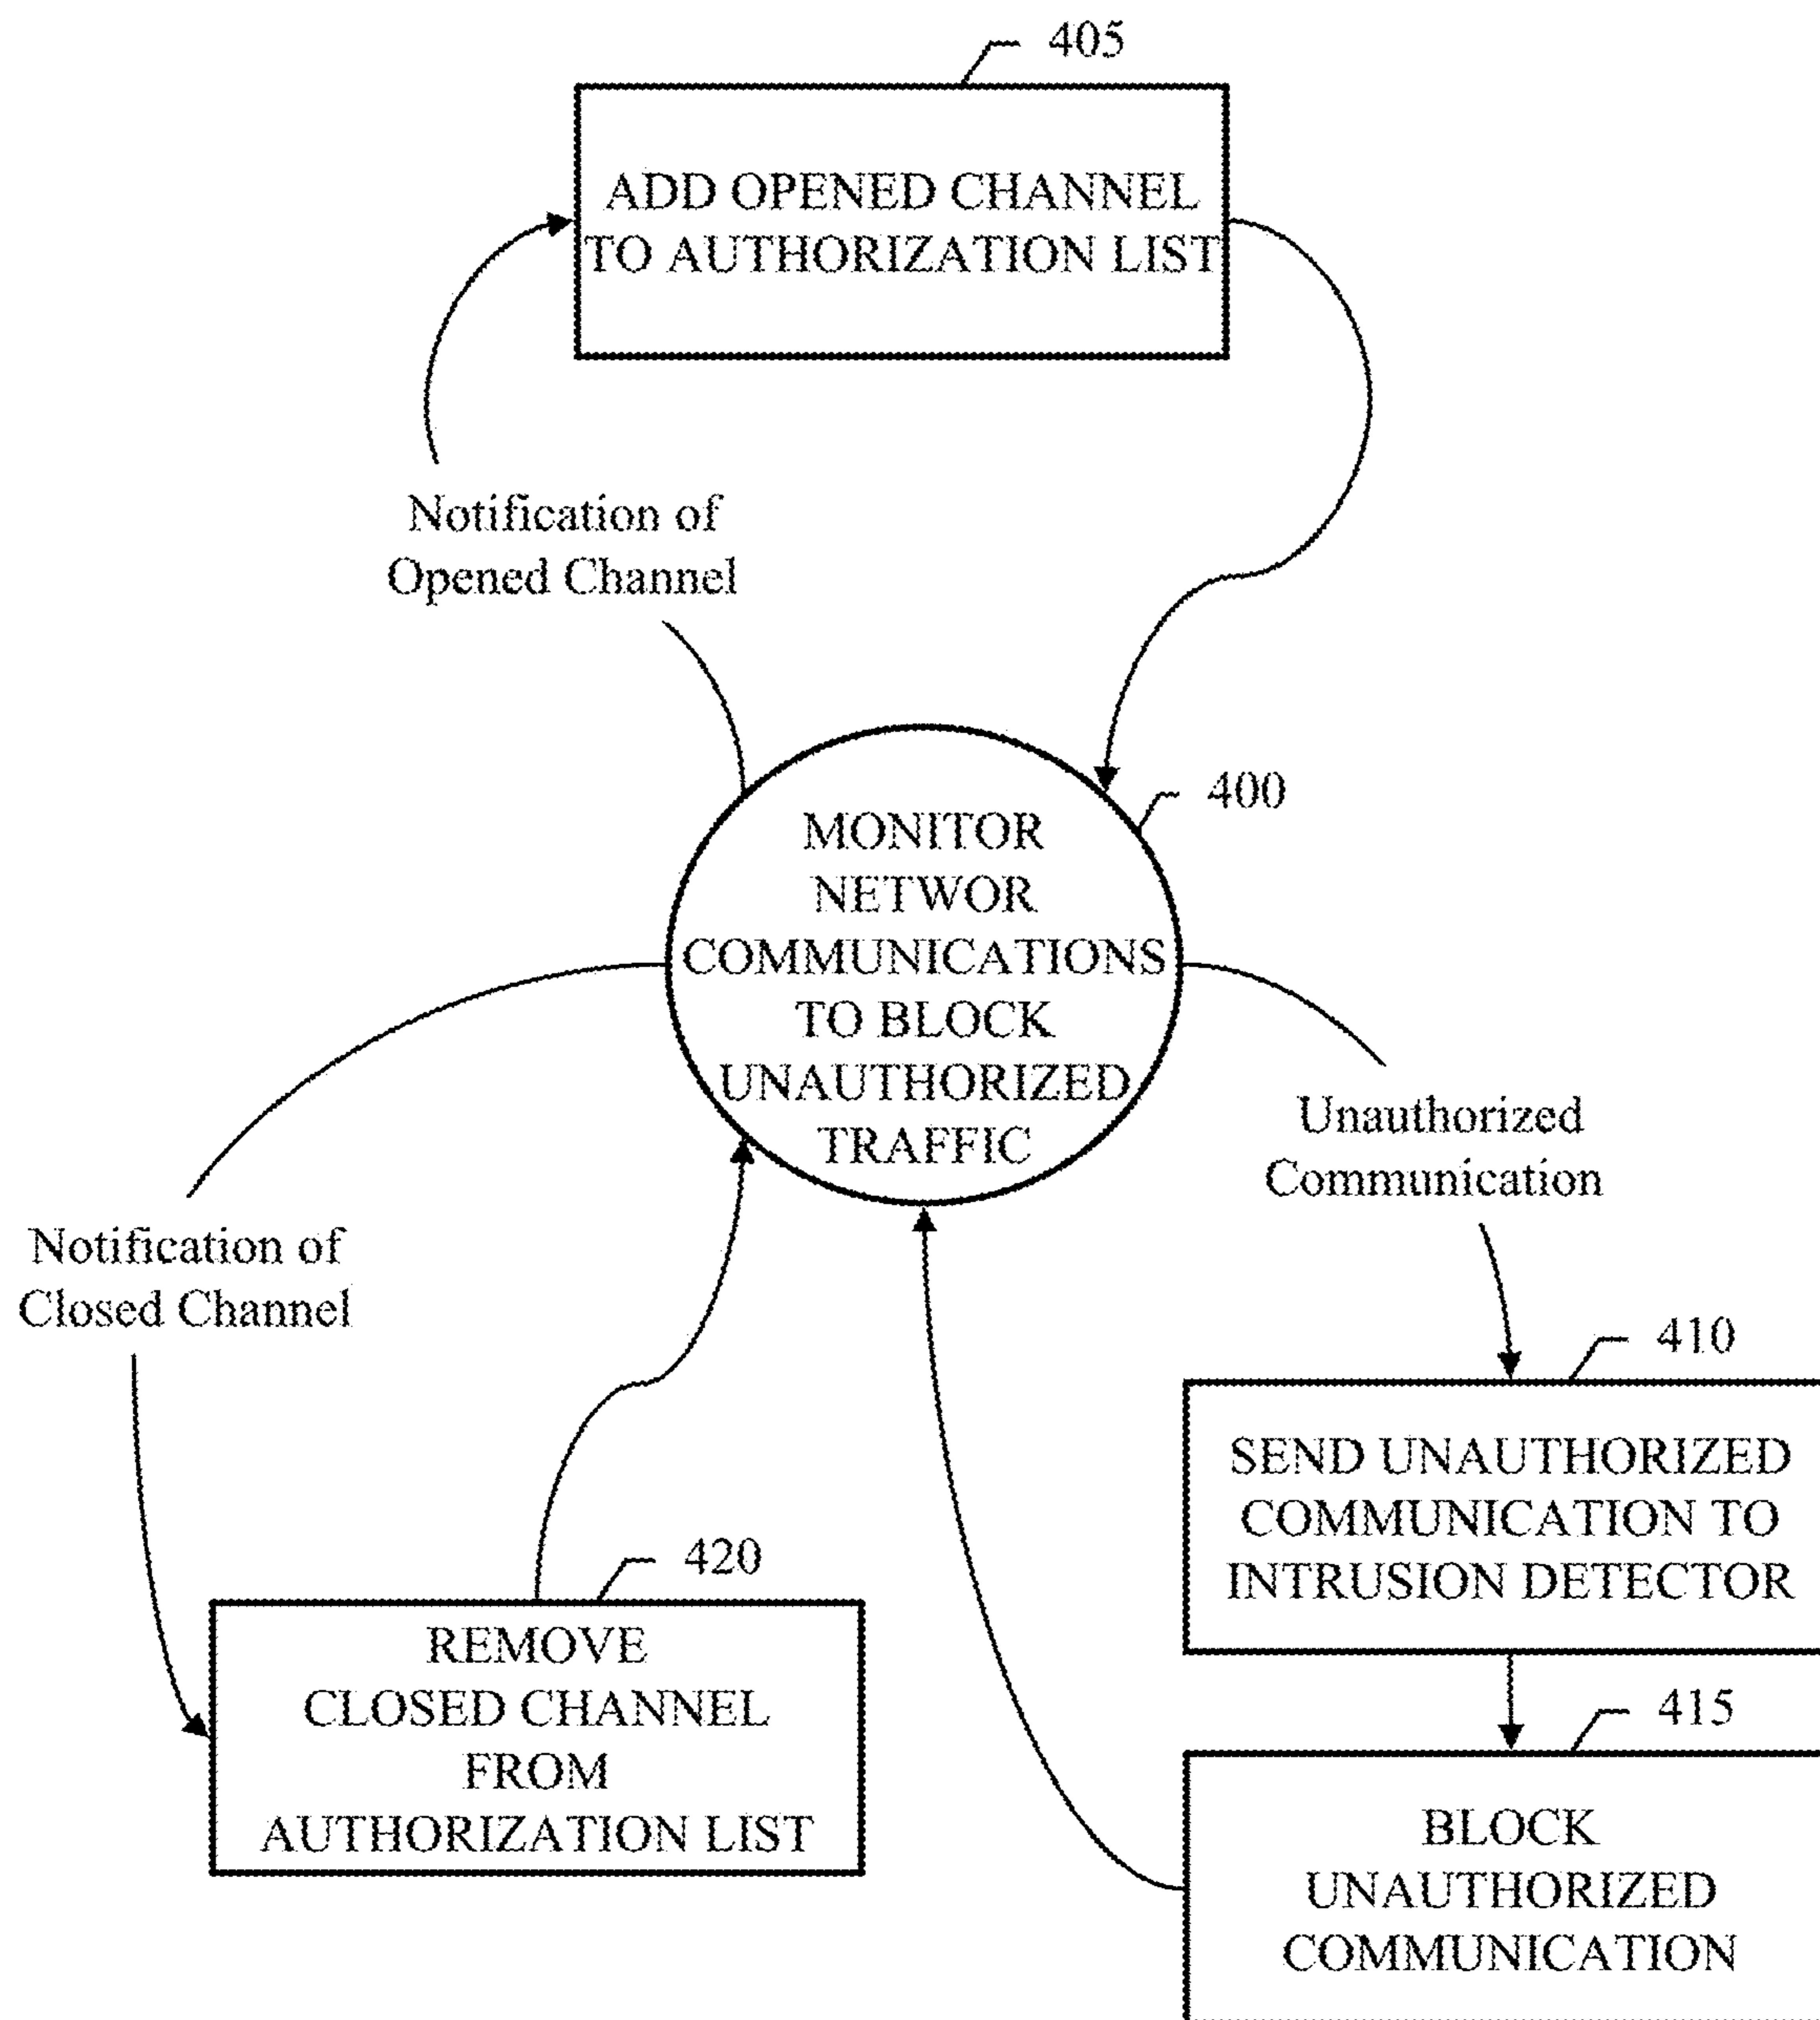 405
ADD OPENED CHANNEL
TO AUTHORIZATION LIST
Notification of
Opened Channel
400
MONITOR
NETWOR
COMMUNICATIONS
TO BLOCK
UNAUTHORIZED
TRAFFIC
Unauthorized
Communication
Notification of
Closed Channel
410
SEND UNAUTHORIZED
COMMUNICATION TO
INTRUSION DETECTOR
420
REMOVE
CLOSED CHANNEL
FROM
AUTHORIZATION LIST
415
BLOCK
UNAUTHORIZED
COMMUNICATION